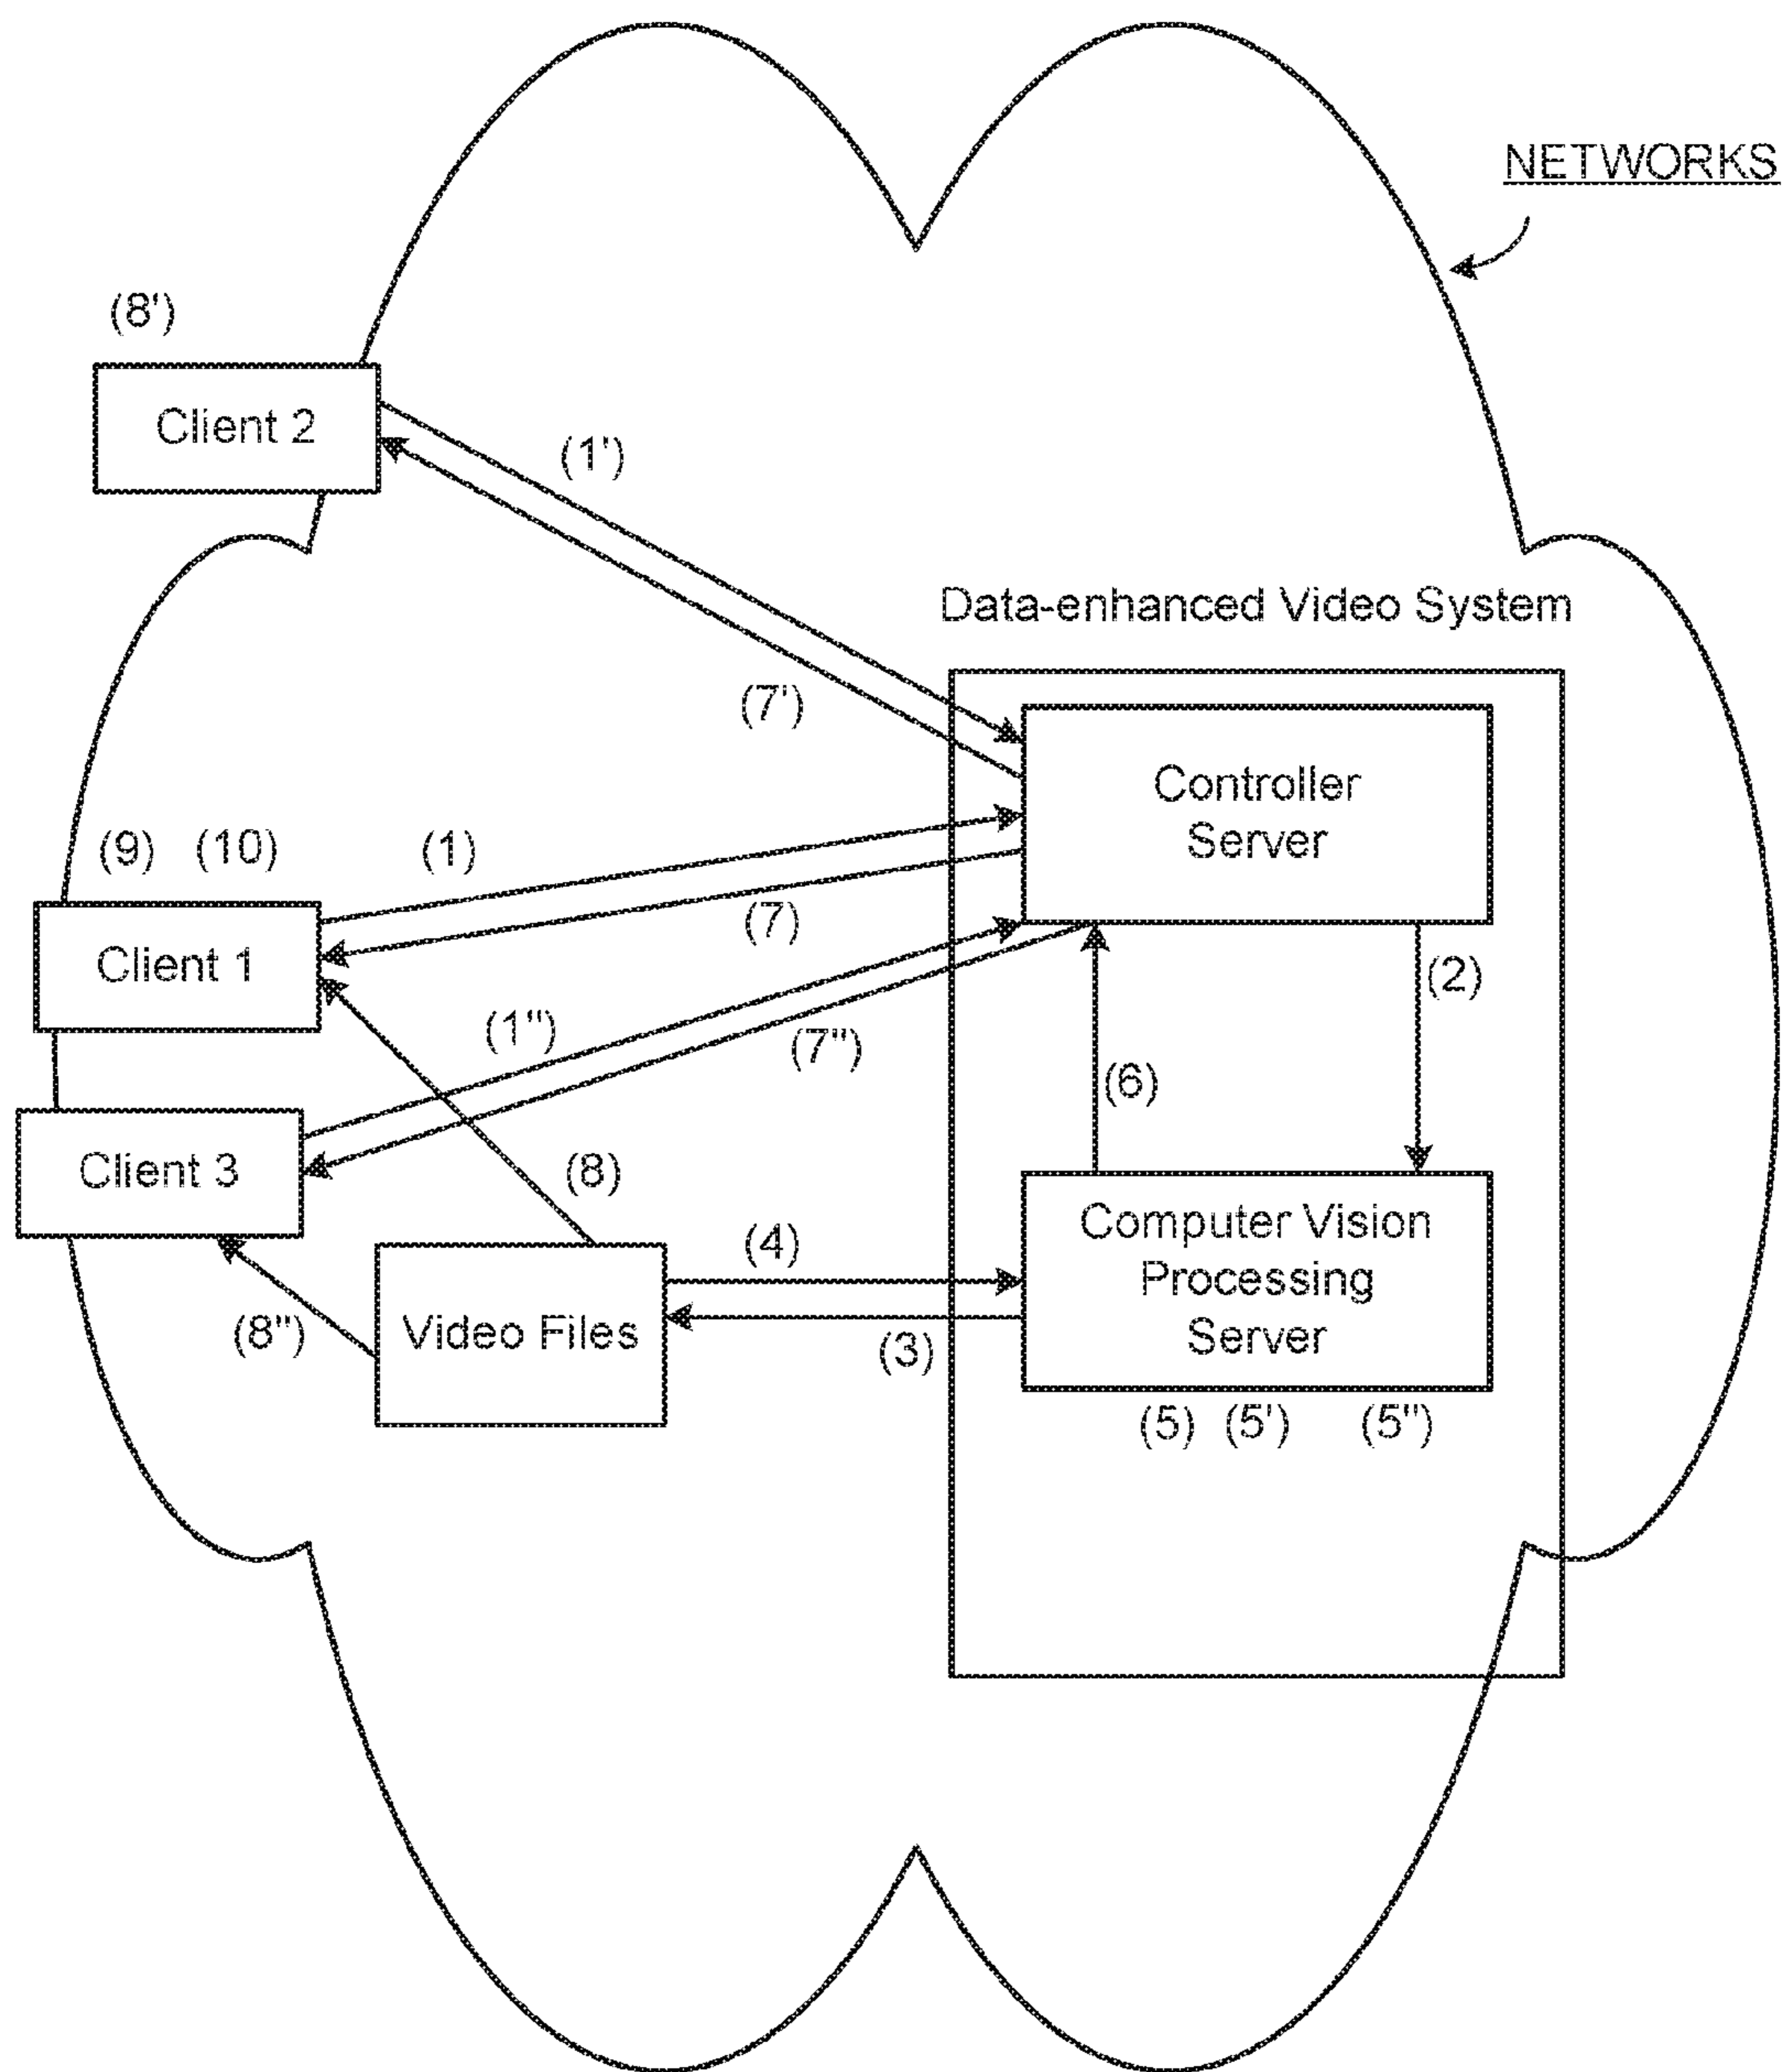 NETWORKS
(8')
Client 2
(1')
Data-enhanced Video System
(7')
Controller
Server
(9) (10) (1)
(7)
Client 1
(2)
(1")
(7")
(6)
Client 3
(8)
Computer Vision
Processing
Server
(4)
(8")
Video Files
(3)
(5) (5') (5")